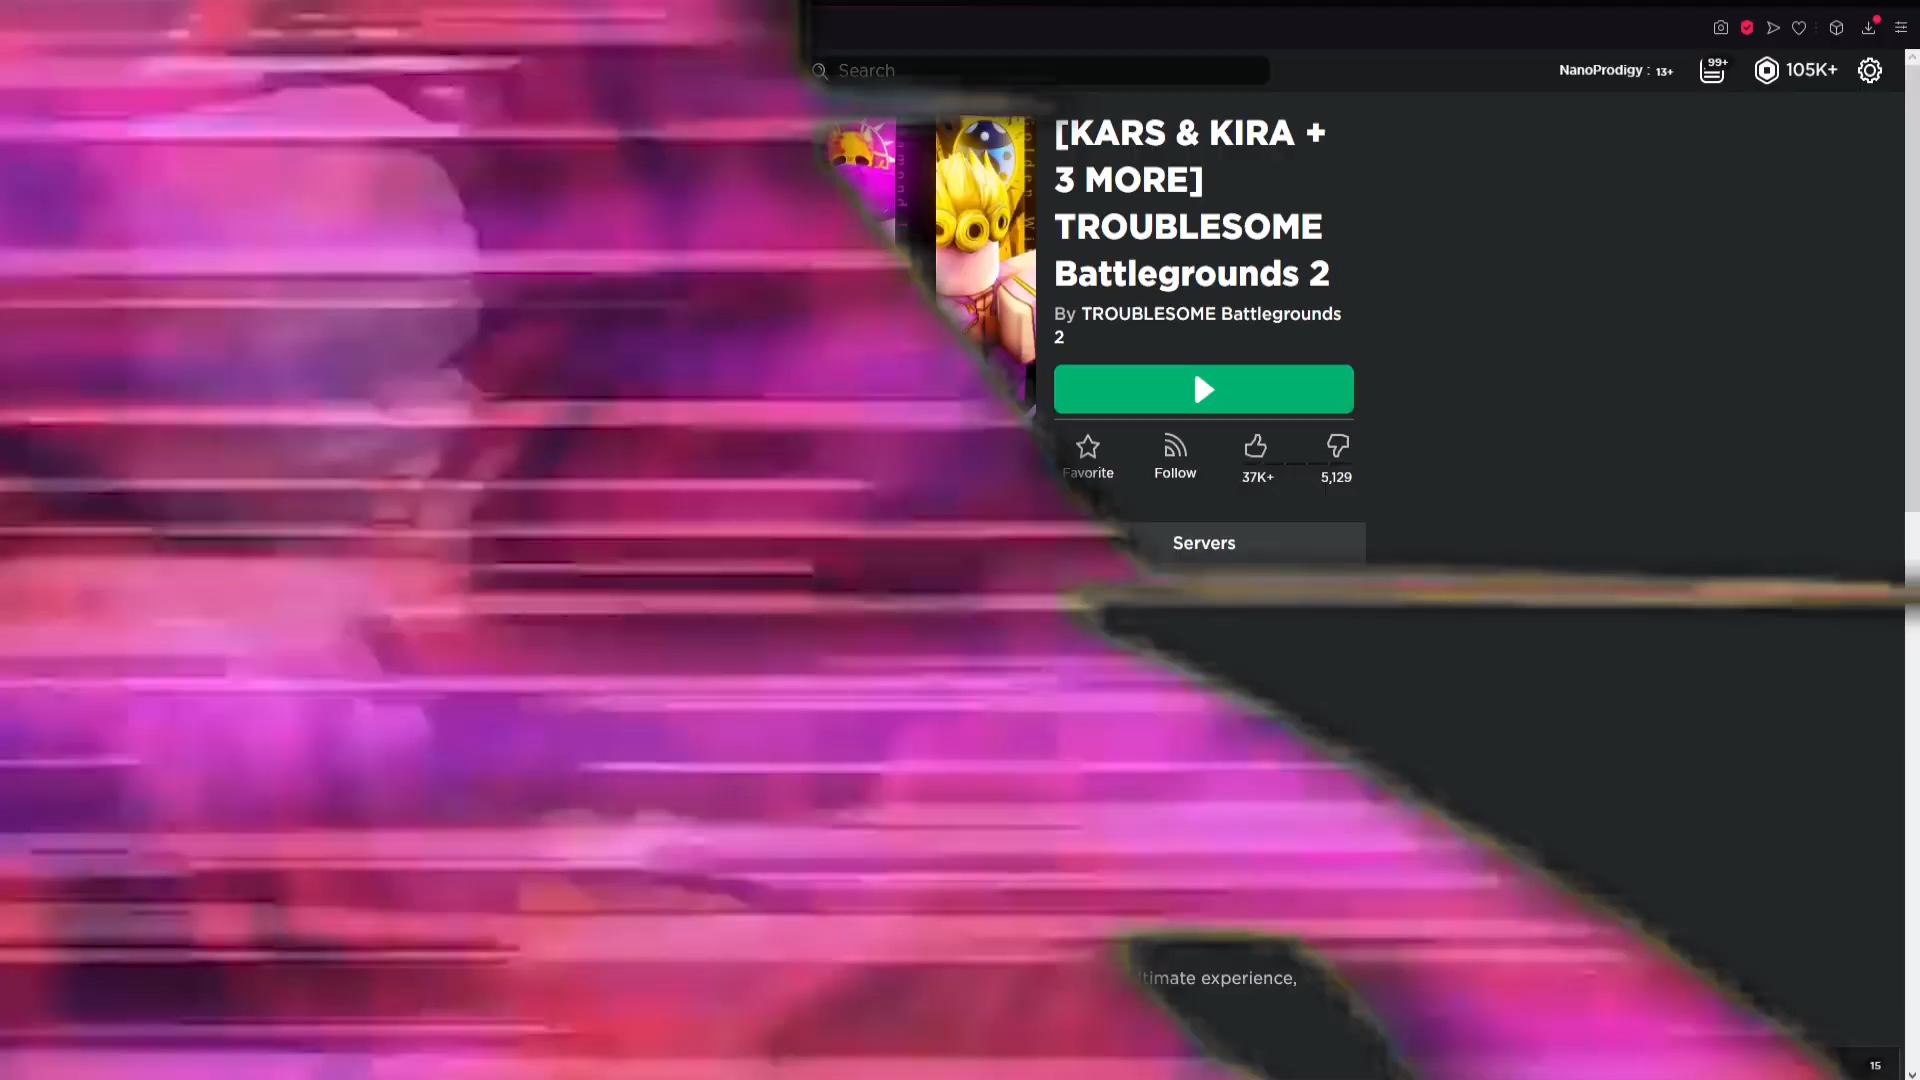 Search
NanoProdigy : 13+
99+
105K+
[KARS & KIRA +
3 MORE]
TROUBLESOME
Battlegrounds 2
By TROUBLESOME Battlegrounds
2
Favorite
Follow
37K+
5,129
Servers
ltimate experience,
15